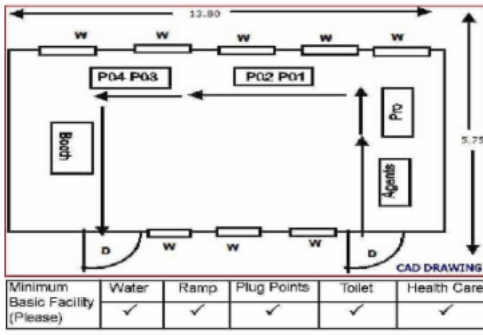 13.80
W W W W W
P04 P03 P02 P01
Pro
5.75
Booth
Agents
D W W W D
CAD DRAWING
Minimum Basic Facility (Please) Water Ramp Plug Points Toilet Health Care
✓ ✓ ✓ ✓ ✓